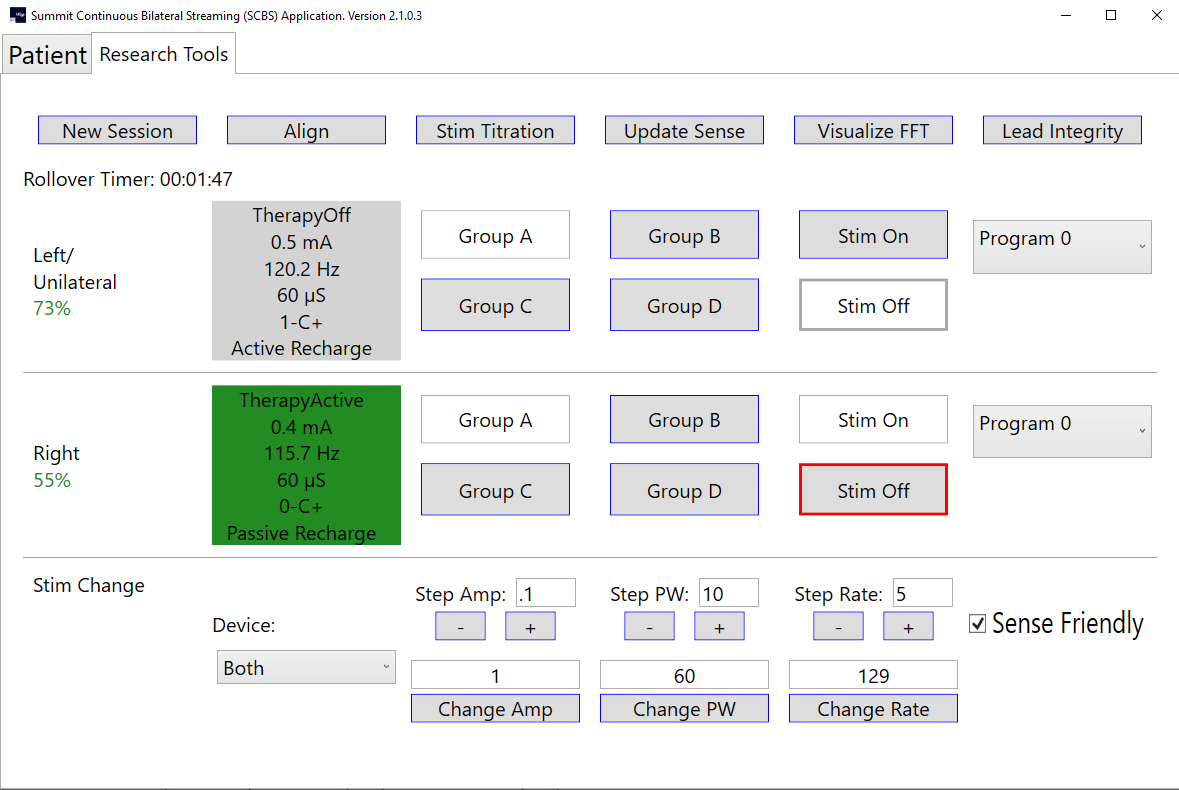 Summit Continuous Bilateral Streaming (SCBS) Application. Version 2.1.0.3
Patient Research Tools
New Session Align Stim Titration Update Sense Visualize FFT Lead Integrity
Rollover Timer: 00:01:47
Left/
Unilateral
73%
TherapyOff
0.5 mA
120.2 Hz
60 µS
1-C+
Active Recharge
Group A Group B Stim On Program 0
Group C Group D Stim Off
Right
55%
TherapyActive
0.4 mA
115.7 Hz
60 µS
0-C+
Passive Recharge
Group A Group B Stim On Program 0
Group C Group D Stim Off
Stim Change
Device:
Both
Step Amp: .1 Step PW: 10 Step Rate: 5
- + - + - + Sense Friendly
1 60 129
Change Amp Change PW Change Rate